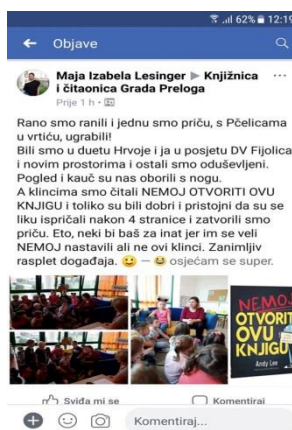 62% 12:19
Objave
Maja Izabela Lesinger ▶ Knjižnica
i čitaonica Grada Preloga
Prije 1 h
Rano smo ranili i jednu smo priču, s Pčelicama
u vrtiću, ugrabili!
Bili smo u duetu Hrvoje i ja u posjetu DV Fijolica
i novim prostorima i ostali smo oduševljeni.
Pogled i kauč su nas oborili s nogu.
A klincima smo čitali NEMOJ OTVORITI OVU
KNJIGU i toliko su bili dobri i pristojni da su se
liku ispričali nakon 4 stranice i zatvorili smo
priču. Eto, neki bi baš za inat jer im se veli
NEMOJ nastavili ali ne ovi klinci. Zanimljiv
rasplet događaja. 😉 — 😄 osjećam se super.
NEMOJ
OTVORITI
OVU
KNJIGU
Andy Lee
Sviđa mi se
Komentiraj
Komentiraj...